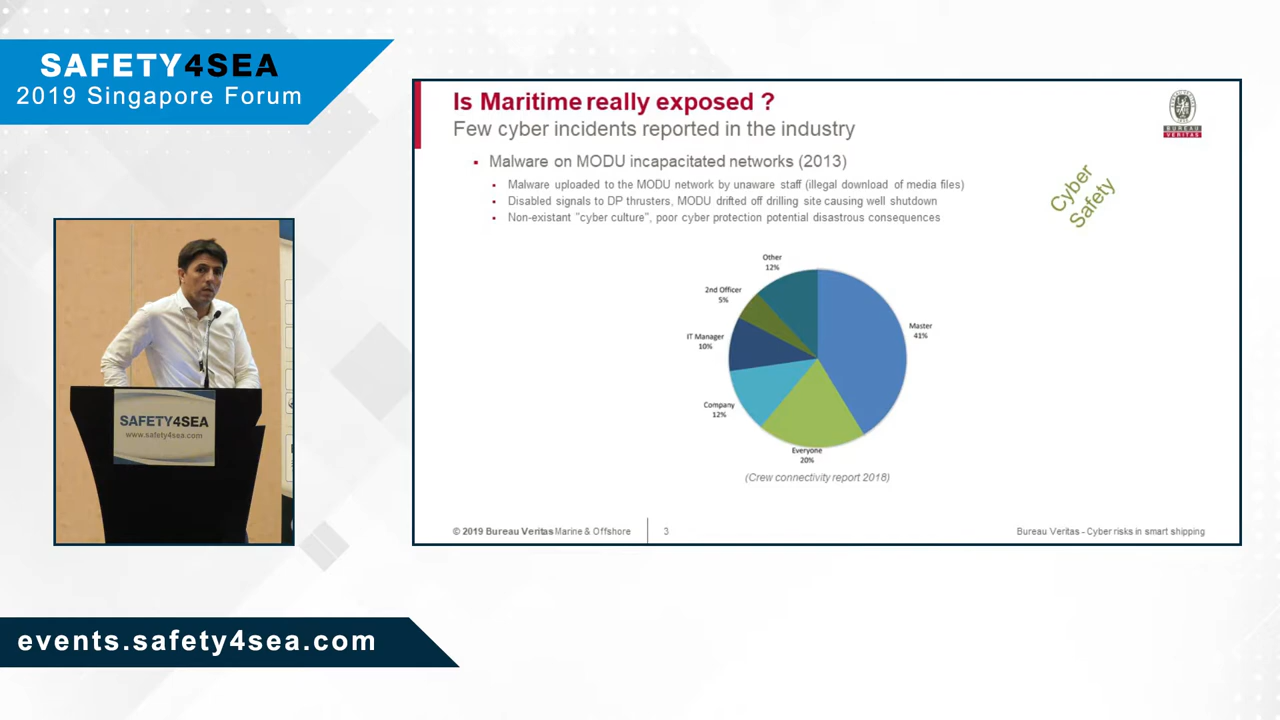 SAFETY4SEA
2019 Singapore Forum
Is Maritime really exposed ?
Few cyber incidents reported in the industry
BUREAU
VERITAS
Malware on MODU incapacitated networks (2013)
Malware uploaded to the MODU network by unaware staff (illegal download of media files)
Disabled signals to DP thrusters, MODU drifted off drilling site causing well shutdown
Non-existant "cyber culture", poor cyber protection potential disastrous consequences
Cyber
Safety
Other
12%
2nd Officer
5%
IT Manager
10%
Company
12%
Everyone
20%
Master
41%
(Crew connectivity report 2018)
© 2019 Bureau Veritas Marine & Offshore
3
Bureau Veritas - Cyber risks in smart shipping
SAFETY4SEA
www.safety4sea.com
events.safety4sea.com